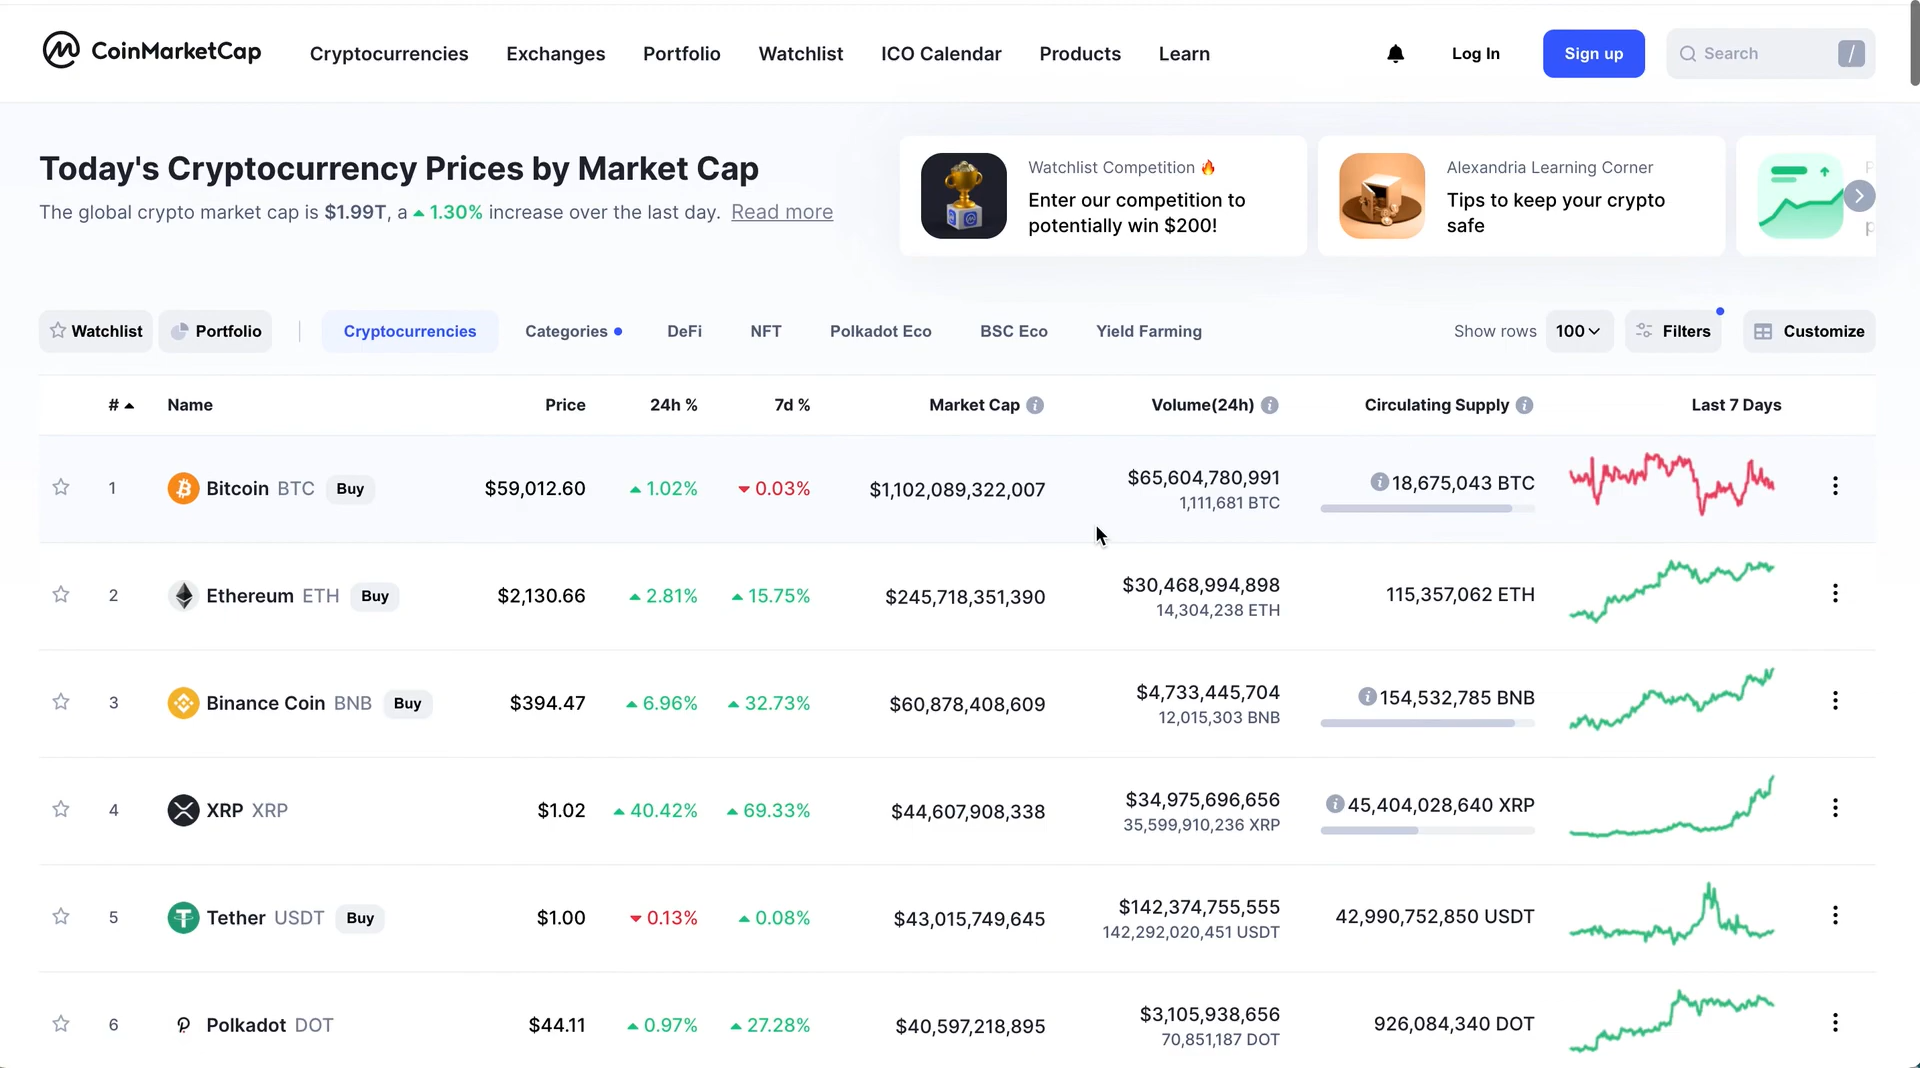 CoinMarketCap
Cryptocurrencies Exchanges Portfolio Watchlist ICO Calendar Products Learn Log In Sign up Search /
Today's Cryptocurrency Prices by Market Cap
The global crypto market cap is $1.99T, a 1.30% increase over the last day. Read more
Watchlist Competition 🔥
Enter our competition to
potentially win $200!
Alexandria Learning Corner
Tips to keep your crypto
safe
Watchlist Portfolio Cryptocurrencies Categories DeFi NFT Polkadot Eco BSC Eco Yield Farming Show rows 100 Filters Customize
# Name Price 24h % 7d % Market Cap Volume(24h) Circulating Supply Last 7 Days
1 Bitcoin BTC Buy $59,012.60 1.02% 0.03% $1,102,089,322,007 $65,604,780,991 18,675,043 BTC
1,111,681 BTC
2 Ethereum ETH Buy $2,130.66 2.81% 15.75% $245,718,351,390 $30,468,994,898 115,357,062 ETH
14,304,238 ETH
3 Binance Coin BNB Buy $394.47 6.96% 32.73% $60,878,408,609 $4,733,445,704 154,532,785 BNB
12,015,303 BNB
4 XRP XRP $1.02 40.42% 69.33% $44,607,908,338 $34,975,696,656 45,404,028,640 XRP
35,599,910,236 XRP
5 Tether USDT Buy $1.00 0.13% 0.08% $43,015,749,645 $142,374,755,555 42,990,752,850 USDT
142,292,020,451 USDT
6 Polkadot DOT $44.11 0.97% 27.28% $40,597,218,895 $3,105,938,656 926,084,340 DOT
70,851,187 DOT